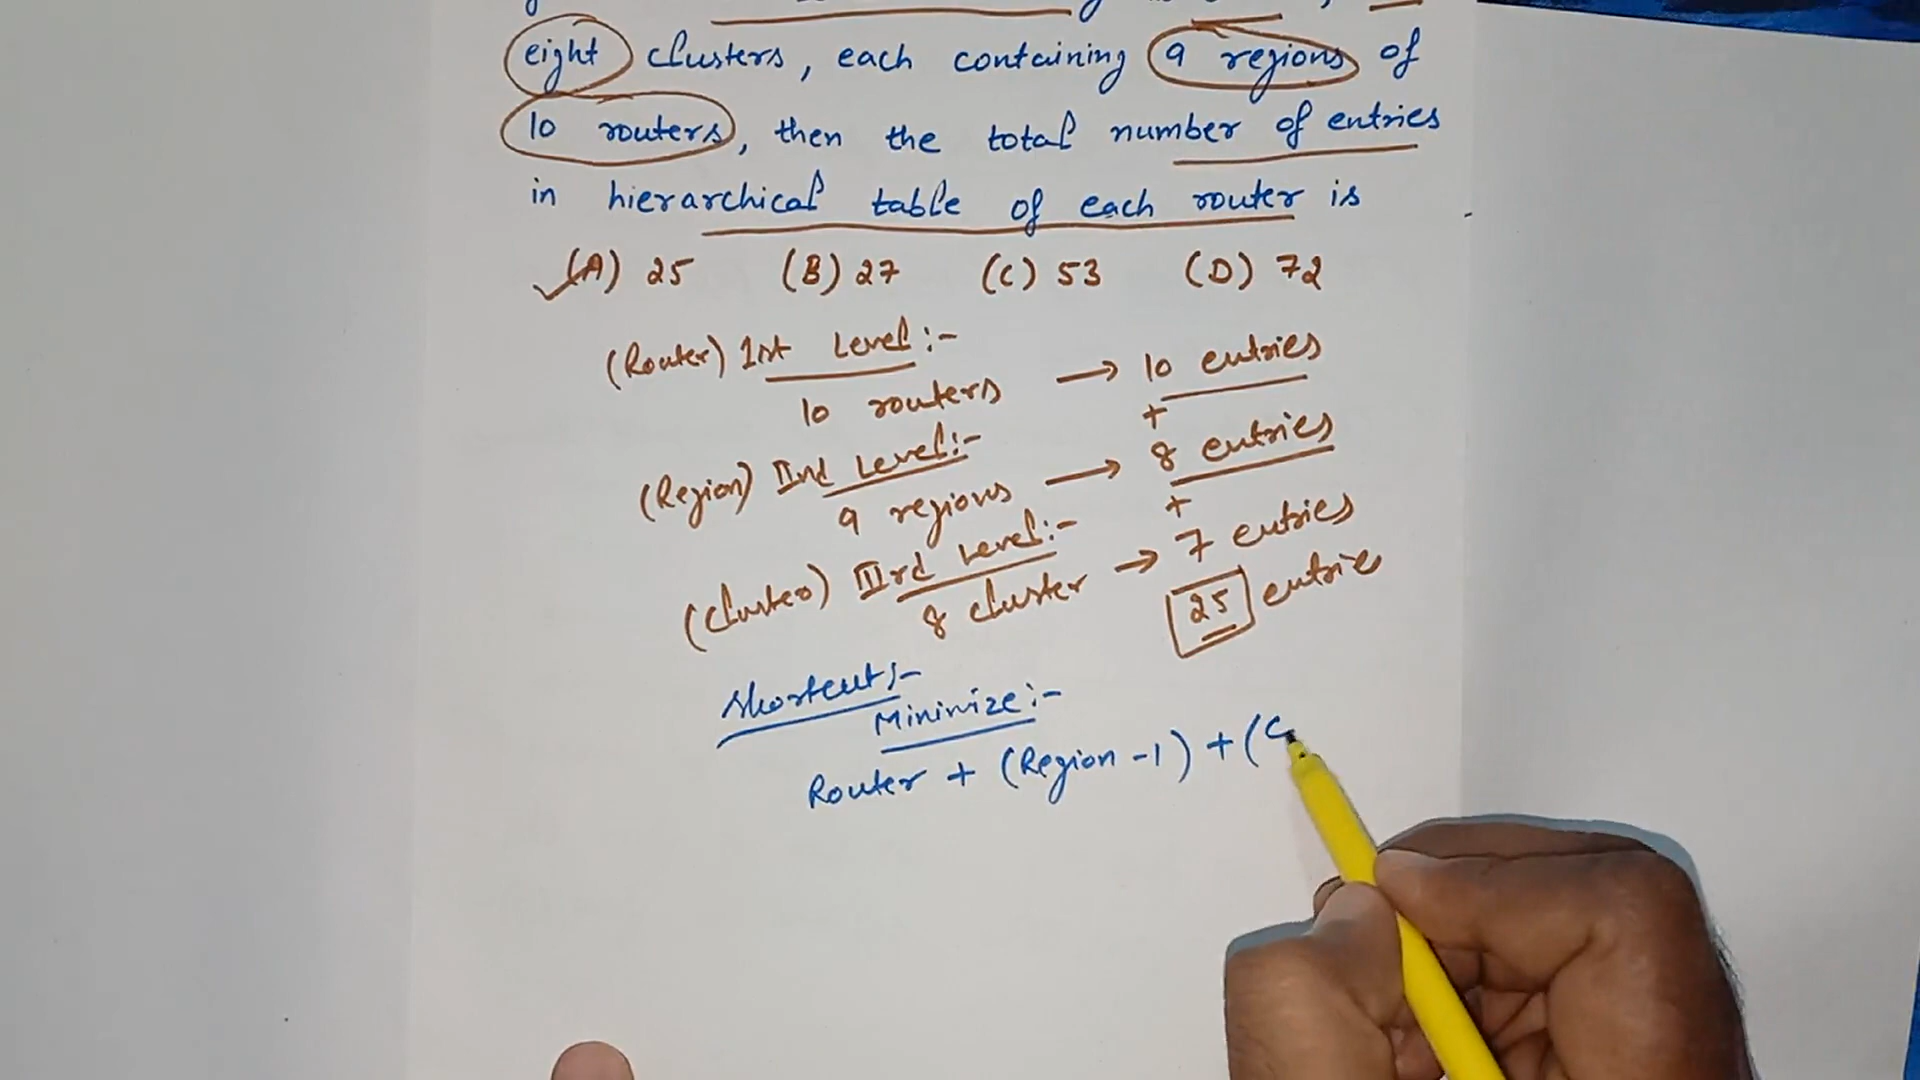 eight clusters, each containing 9 regions of
10 routers, then the total number of entries
in hierarchical table of each router is
(A) 25 (B) 27 (C) 53 (D) 72
(Router) Ist Level:-
10 routers → 10 entries
+
(Region) IInd Level:-
9 regions → 8 entries
+
(Cluster) IIIrd Level:-
8 cluster → 7 entries
25 entries
Shortcut:-
Minimize:-
Router + (Region -1) + (C